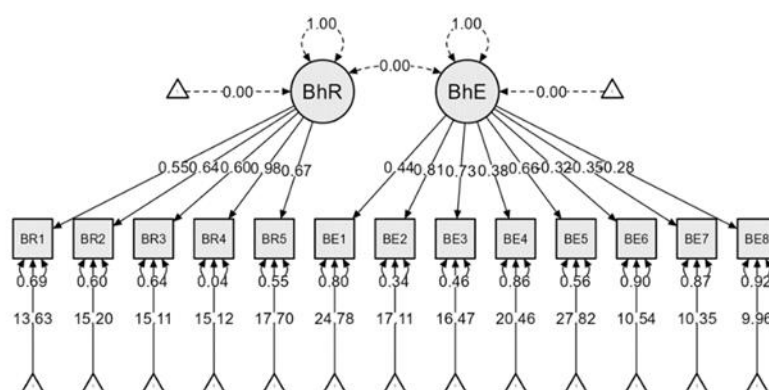 1.00 1.00
0.00
BhR BhE
0.00 0.00
0.55 0.64 0.60 0.98 0.67 0.44 0.81 0.73 0.38 0.66 -0.32 -0.35 -0.28
BR1 BR2 BR3 BR4 BR5 BE1 BE2 BE3 BE4 BE5 BE6 BE7 BE8
0.69 0.60 0.64 0.04 0.55 0.80 0.34 0.46 0.86 0.56 0.90 0.87 0.92
13.63 15.20 15.11 15.12 17.70 24.78 17.11 16.47 20.46 27.82 10.54 10.35 9.96